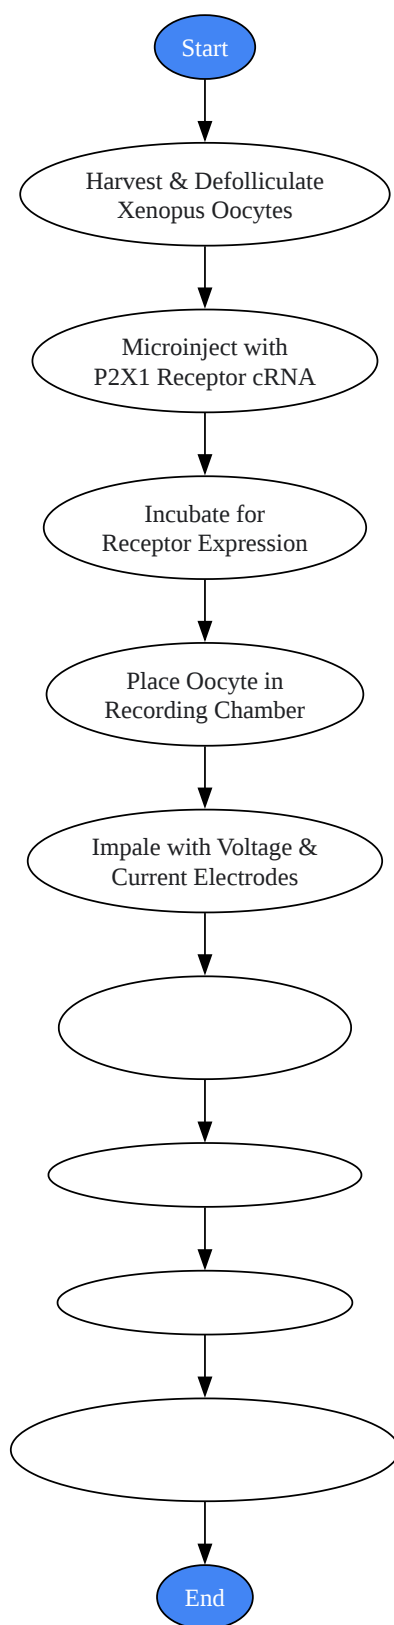 Start
Harvest & Defolliculate
Xenopus Oocytes
Microinject with
P2X1 Receptor cRNA
Incubate for
Receptor Expression
Place Oocyte in
Recording Chamber
Impale with Voltage &
Current Electrodes
End